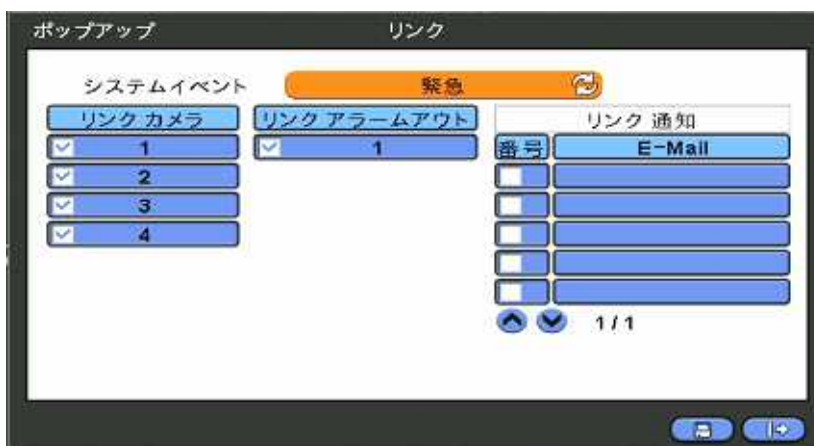 ポップアップ
リンク
システムイベント
緊急
リンク カメラ
リンク アラームアウト
リンク 通知
1
1
番号
E-Mail
2
3
4
1 / 1